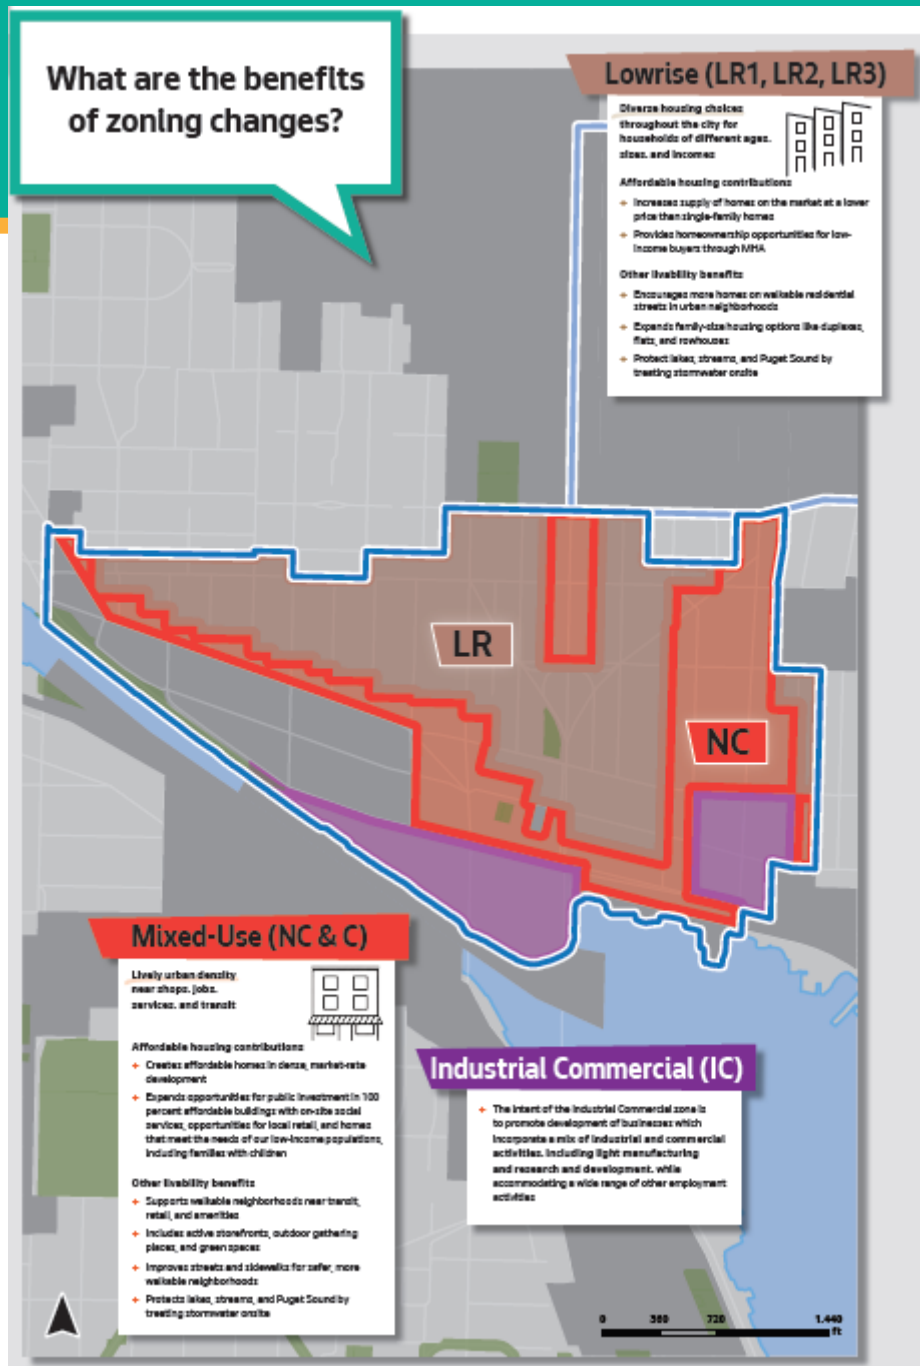 What are the benefits
of zoning changes?
Lowrise (LR1, LR2, LR3)
Diverse housing choices
throughout the city for
households of different ages,
sizes, and incomes
Affordable housing contributions
+ Increases supply of homes on the market at a lower
price than single-family homes
+ Provides homeownership opportunities for low-
income buyers through MHA
Other livability benefits
+ Encourages more homes on walkable residential
streets in urban neighborhoods
+ Expands family-size housing options like duplexes,
flats, and rowhouses
+ Protect lakes, streams, and Puget Sound by
treating stormwater onsite
LR
NC
Mixed-Use (NC & C)
Lively urban density
near shops, jobs,
services, and transit
Affordable housing contributions
+ Creates affordable homes in dense, market-rate
development
+ Expands opportunities for public investment in 100
percent affordable buildings with on-site social
services, opportunities for local retail, and homes
that meet the needs of our low-income populations,
including families with children
Other livability benefits
+ Supports walkable neighborhoods near transit,
retail, and amenities
+ Includes active storefronts, outdoor gathering
places, and green spaces
+ Improves streets and sidewalks for safer, more
walkable neighborhoods
+ Protects lakes, streams, and Puget Sound by
treating stormwater onsite
Industrial Commercial (IC)
+ The intent of the Industrial Commercial zone is
to promote development of businesses which
incorporate a mix of industrial and commercial
activities, including light manufacturing
and research and development, while
accommodating a wide range of other employment
activities
0 360 720 1,440
ft